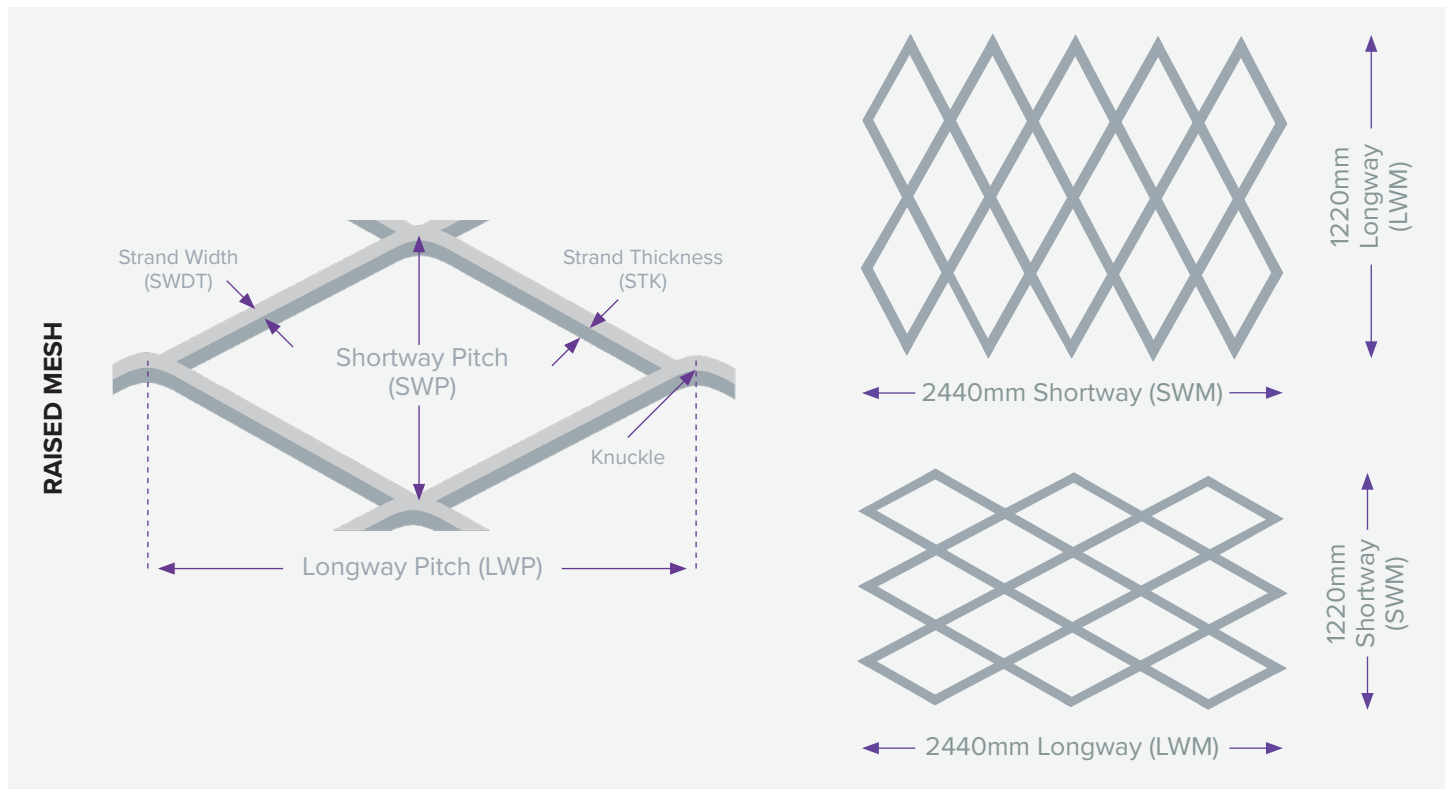 RAISED MESH
Strand Width
(SWDT)
Strand Thickness
(STK)
Shortway Pitch
(SWP)
Knuckle
Longway Pitch (LWP)
1220mm
Longway
(LWM)
2440mm Shortway (SWM)
1220mm
Shortway
(SWM)
2440mm Longway (LWM)